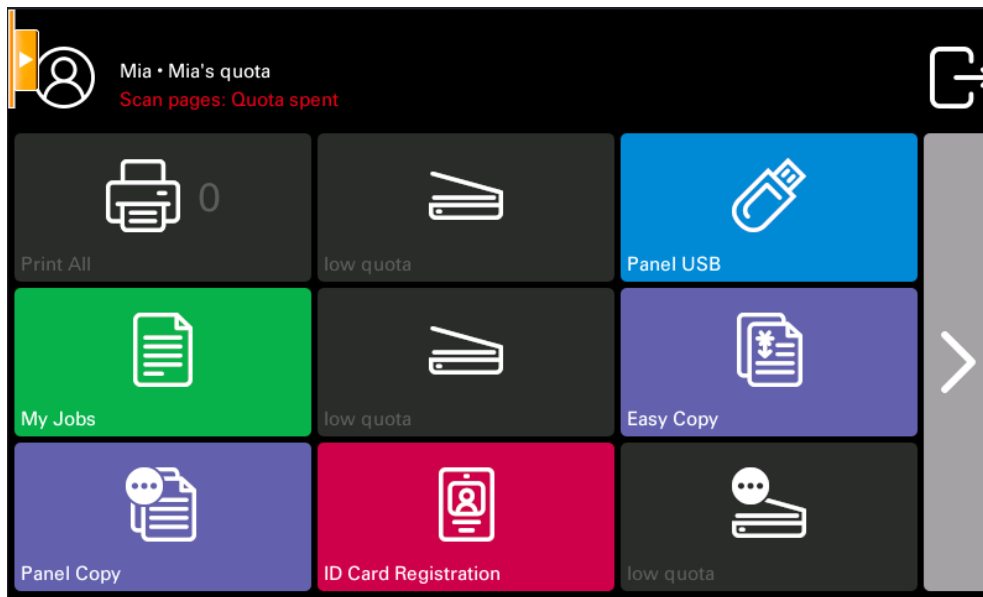 Mia • Mia's quota
Scan pages: Quota spent
0
Print All
low quota
Panel USB
My Jobs
low quota
Easy Copy
Panel Copy
ID Card Registration
low quota